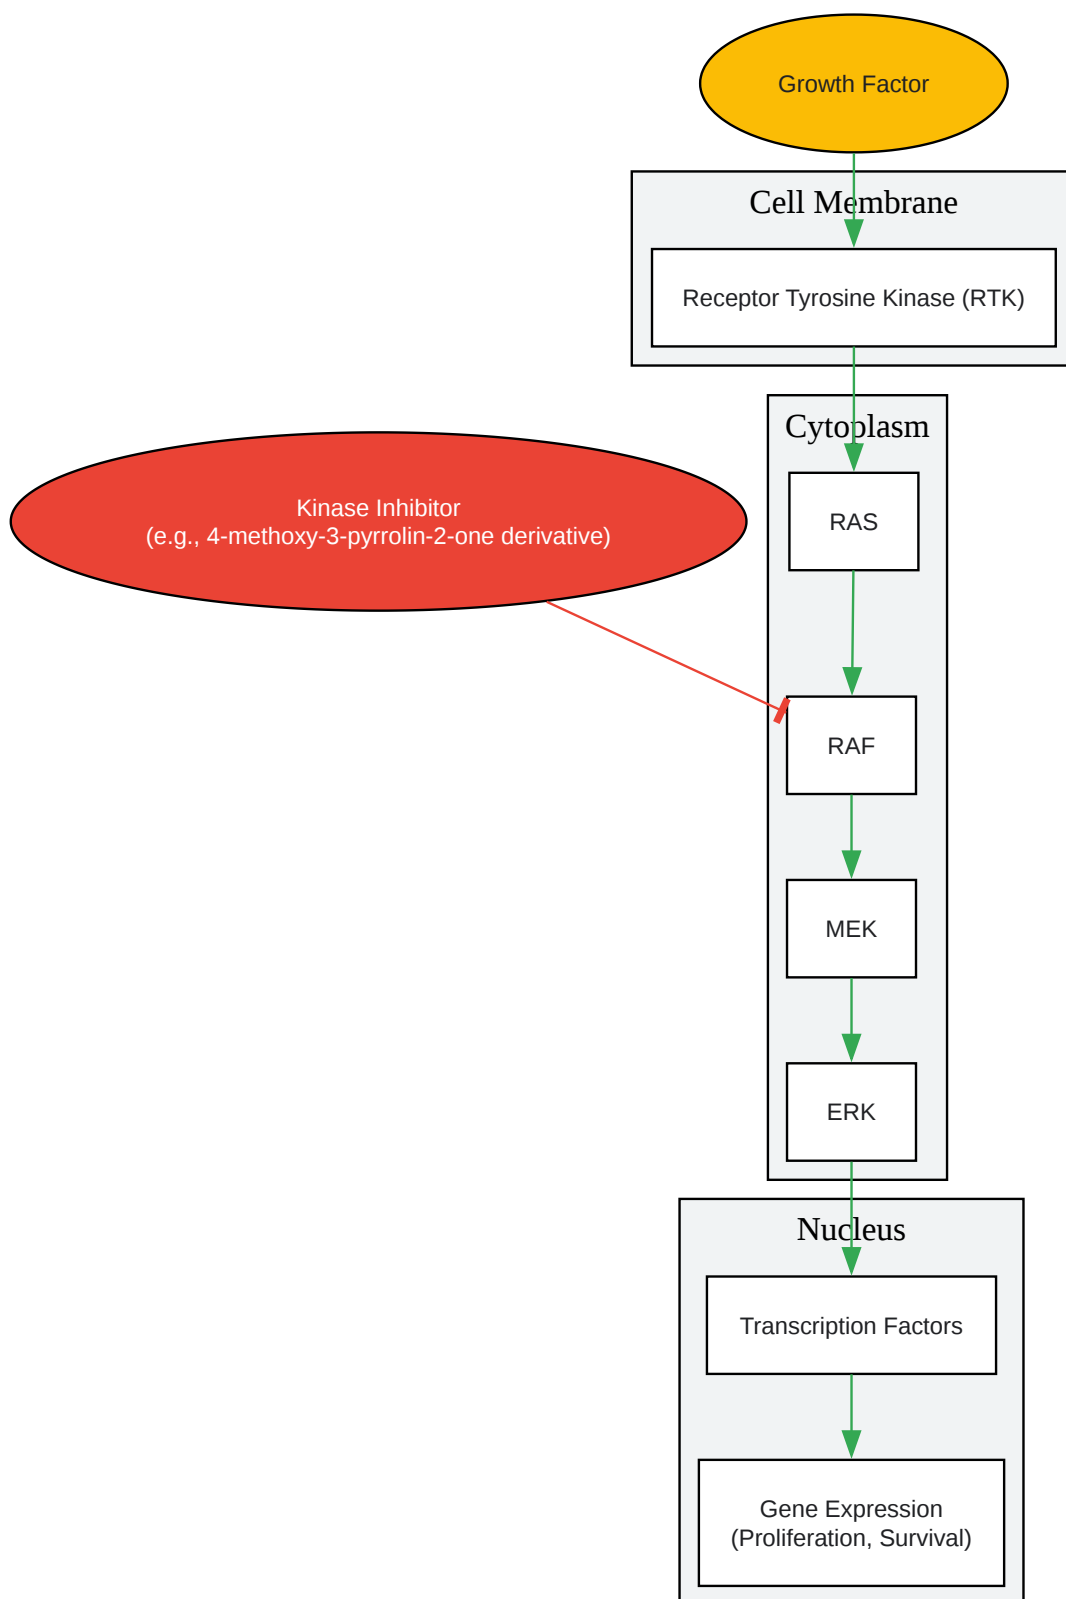 Growth Factor
Cell Membrane
Receptor Tyrosine Kinase (RTK)
Cytoplasm
Kinase Inhibitor
(e.g., 4-methoxy-3-pyrrolin-2-one derivative)
RAS
RAF
MEK
ERK
Nucleus
Transcription Factors
Gene Expression
(Proliferation, Survival)